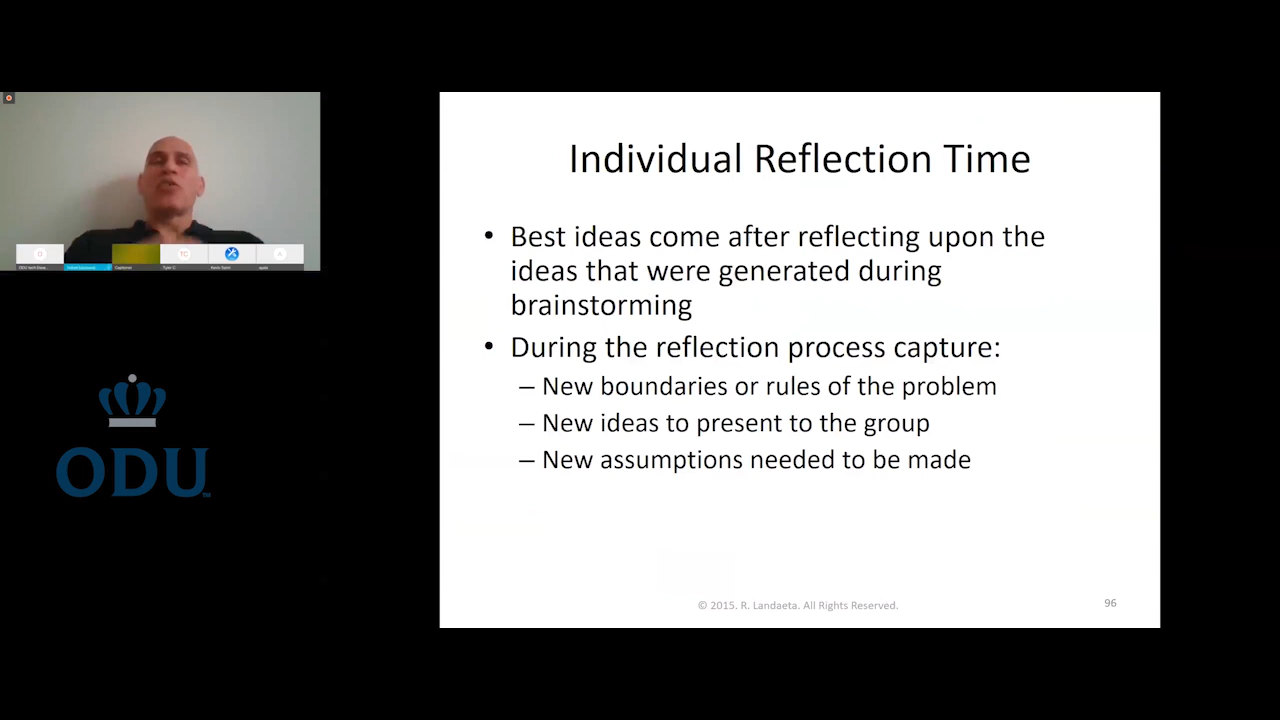 Individual Reflection Time
• Best ideas come after reflecting upon the
ideas that were generated during
brainstorming
• During the reflection process capture:
– New boundaries or rules of the problem
– New ideas to present to the group
– New assumptions needed to be made
© 2015. R. Landaeta. All Rights Reserved.
96
TC
ODU